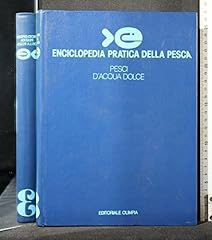 ENCICLOPEDIA PRATICA DELLA PESCA
PESCI
D'ACQUA DOLCE
EDITORIALE OLIMPIA